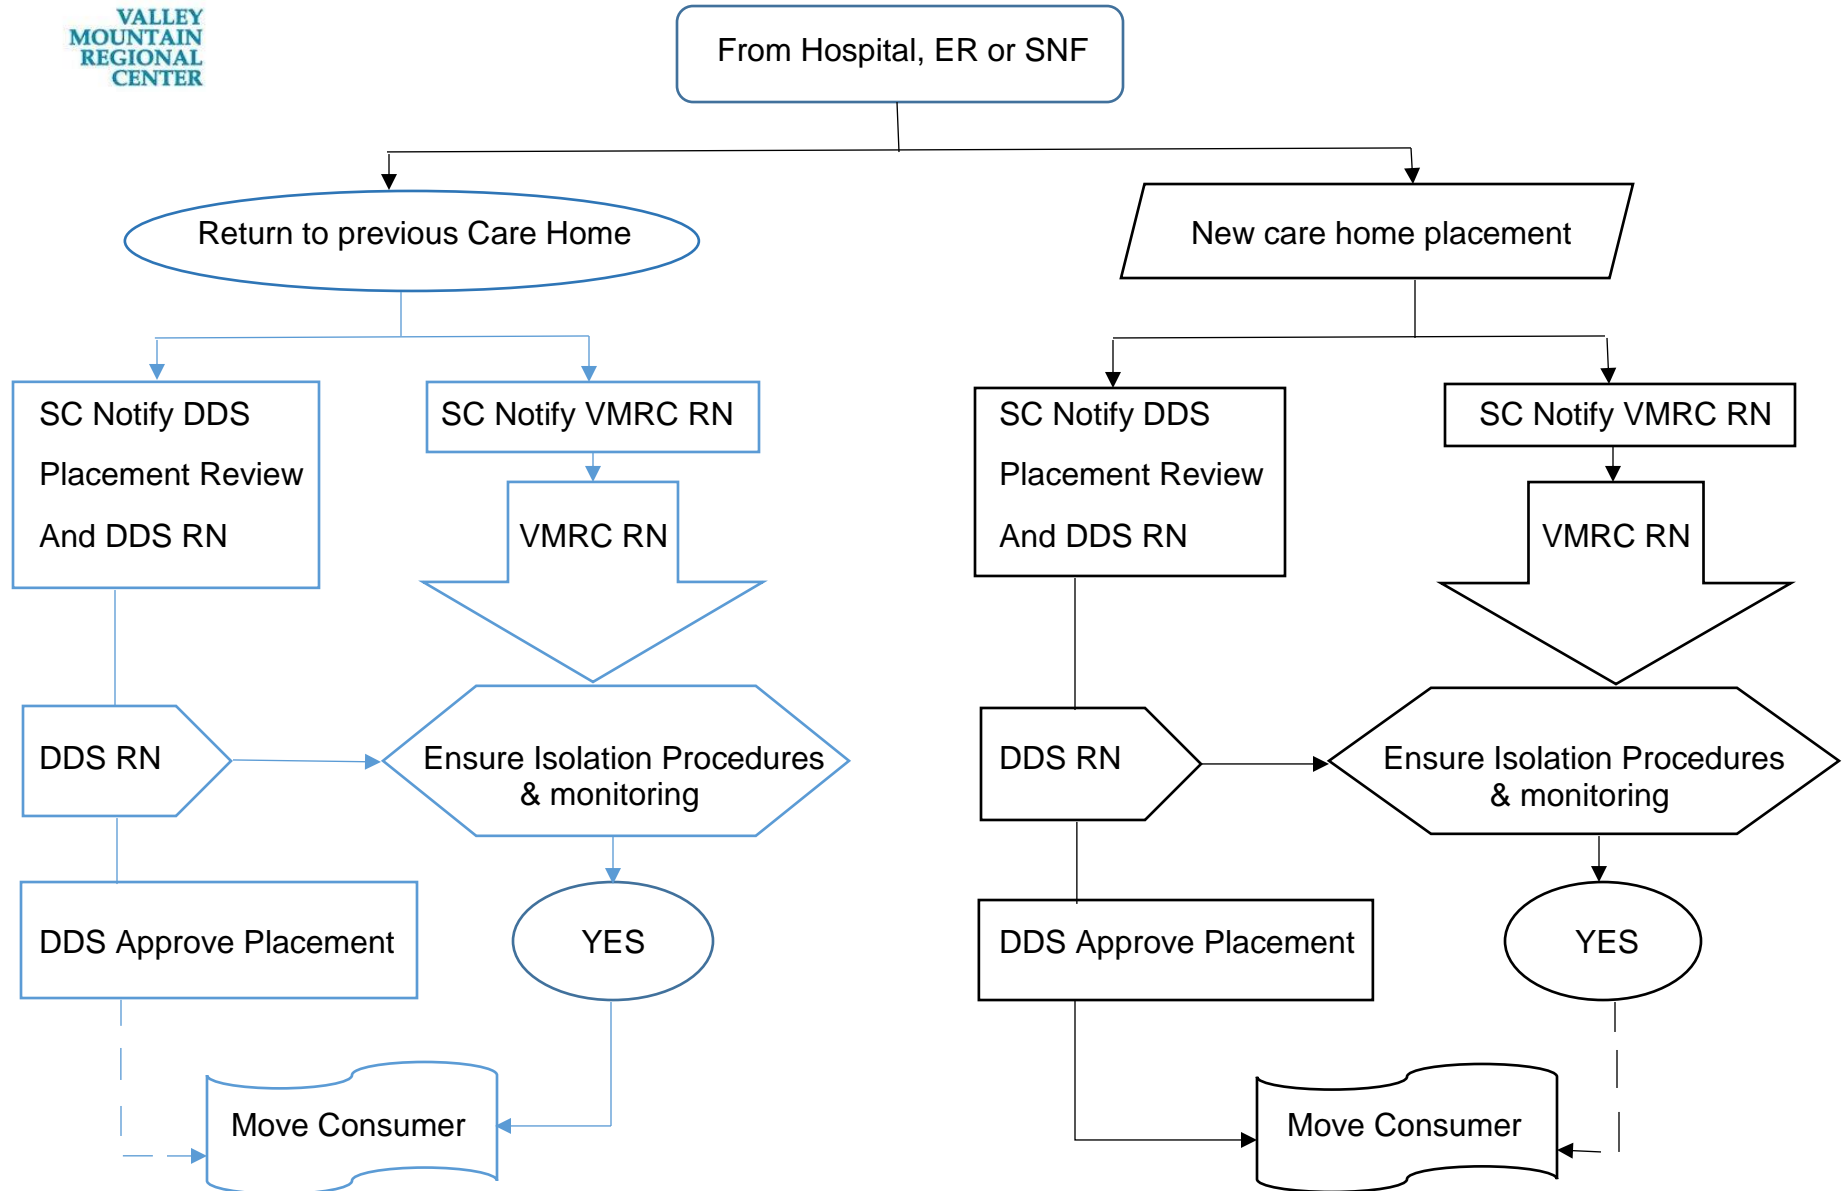 VALLEY
MOUNTAIN
REGIONAL
CENTER
From Hospital, ER or SNF
Return to previous Care Home
New care home placement
SC Notify DDS
Placement Review
And DDS RN
SC Notify VMRC RN
SC Notify DDS
Placement Review
And DDS RN
SC Notify VMRC RN
VMRC RN
VMRC RN
DDS RN
Ensure Isolation Procedures
& monitoring
DDS RN
Ensure Isolation Procedures
& monitoring
DDS Approve Placement
YES
DDS Approve Placement
YES
Move Consumer
Move Consumer